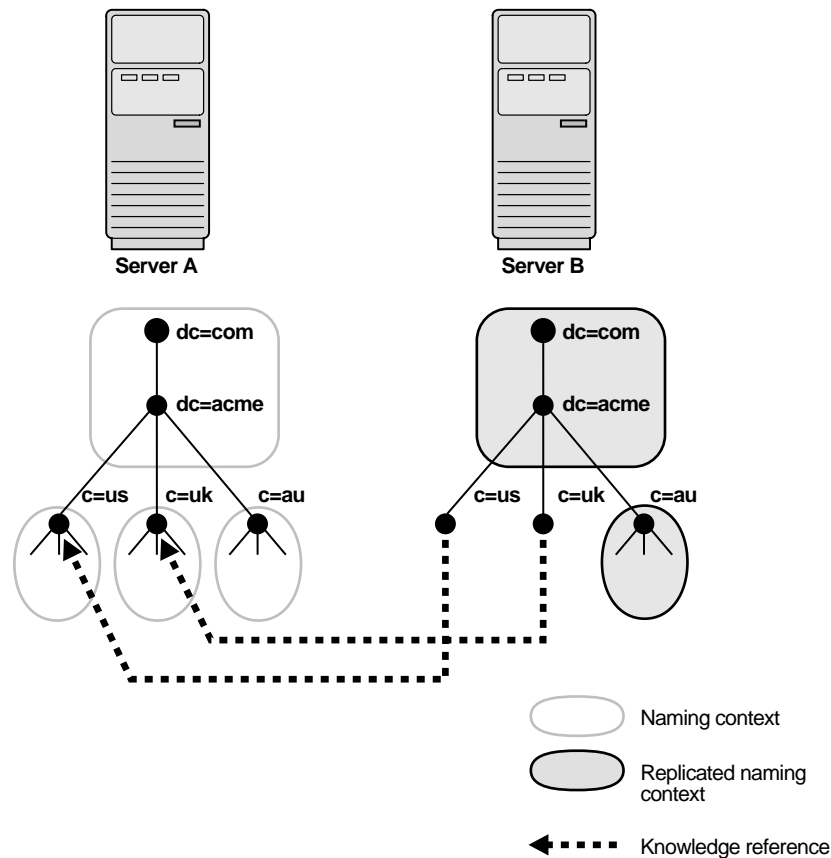 Server A
Server B
dc=com
dc=com
dc=acme
dc=acme
c=us
c=uk
c=au
c=us
c=uk
c=au
Naming context
Replicated naming
context
Knowledge reference